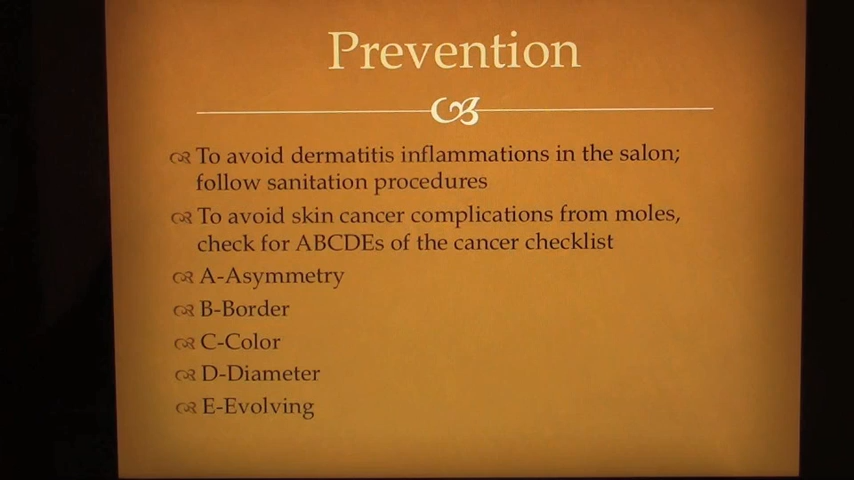 Prevention
To avoid dermatitis inflammations in the salon;
follow sanitation procedures
To avoid skin cancer complications from moles,
check for ABCDEs of the cancer checklist
A-Asymmetry
B-Border
C-Color
D-Diameter
E-Evolving